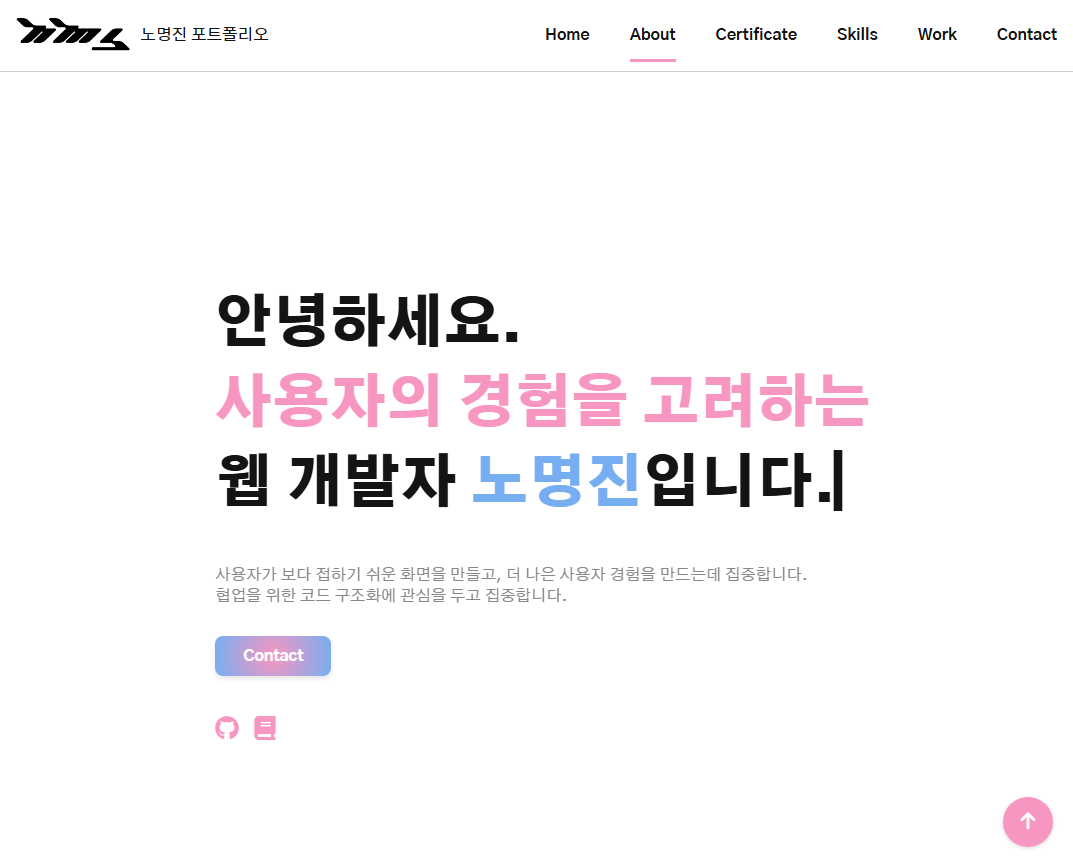 노명진 포트폴리오
Home About Certificate Skills Work Contact
안녕하세요.
사용자의 경험을 고려하는
웹 개발자 노명진입니다.
사용자가 보다 접하기 쉬운 화면을 만들고, 더 나은 사용자 경험을 만드는데 집중합니다.
협업을 위한 코드 구조화에 관심을 두고 집중합니다.
Contact